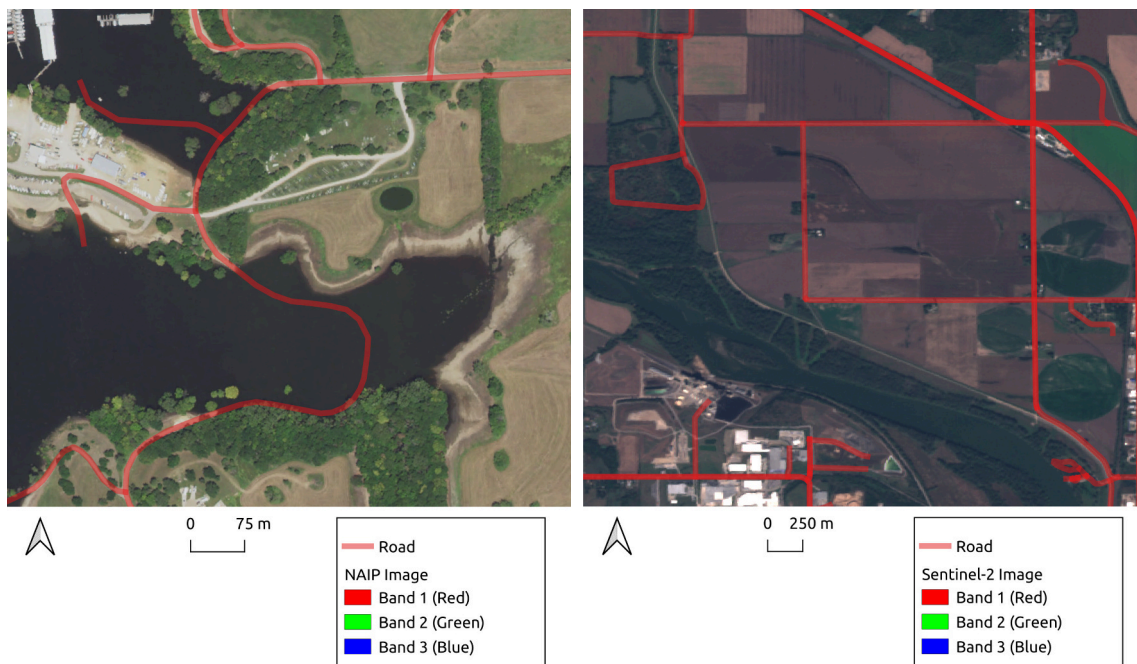 0 75 m
Road
NAIP Image
Band 1 (Red)
Band 2 (Green)
Band 3 (Blue)
0 250 m
Road
Sentinel-2 Image
Band 1 (Red)
Band 2 (Green)
Band 3 (Blue)